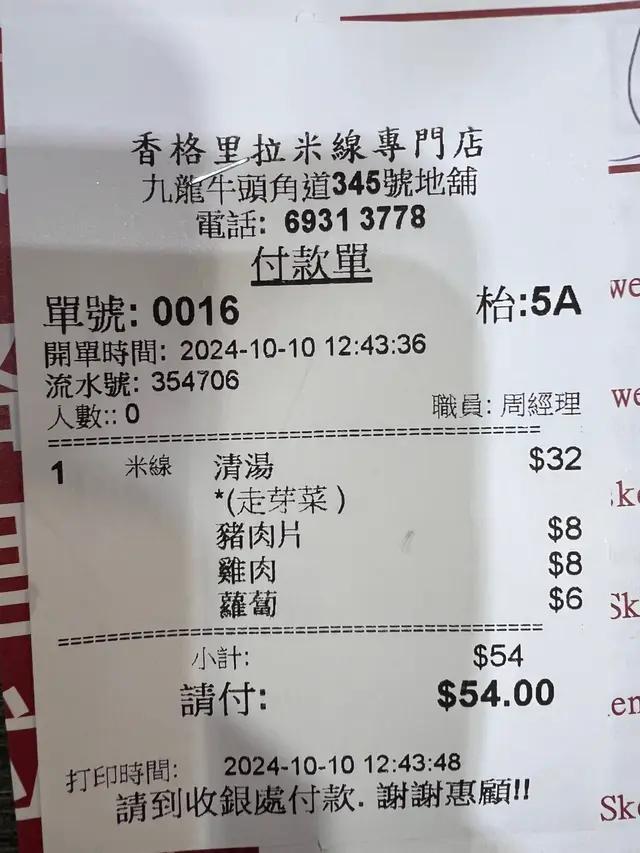 香格里拉米線專門店
九龍牛頭角道345號地舖
電話: 6931 3778
付款單
單號: 0016 枱:5A
開單時間: 2024-10-10 12:43:36
流水號: 354706
人數:: 0 職員: 周經理
==================================================
1 米線 清湯 $32
*(走芽菜 )
豬肉片 $8
雞肉 $8
蘿蔔 $6
==================================================
小計: $54
請付: $54.00
打印時間: 2024-10-10 12:43:48
請到收銀處付款. 謝謝惠顧!!